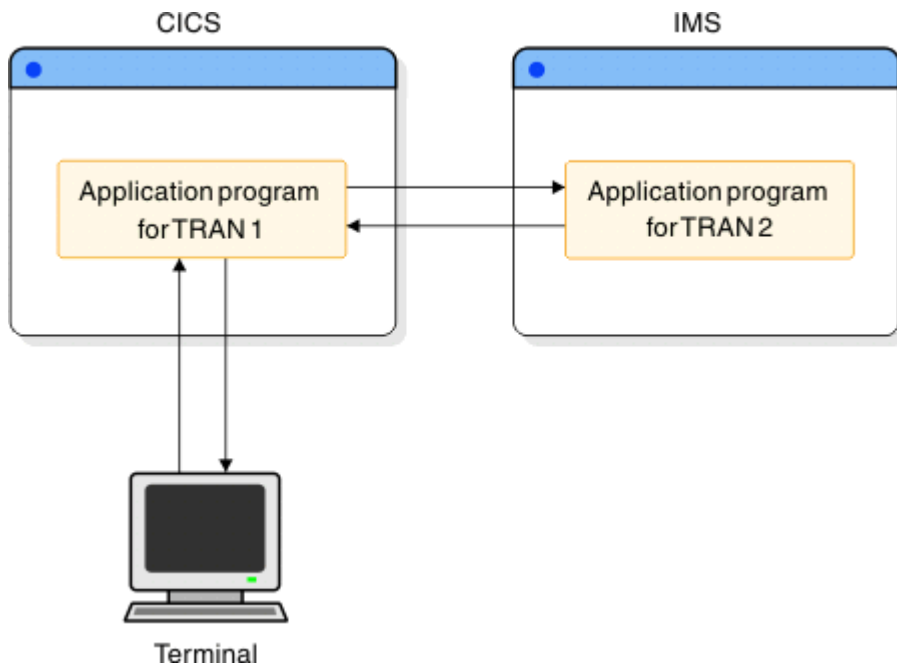 CICS
IMS
Application program
for TRAN 1
Application program
for TRAN 2
Terminal